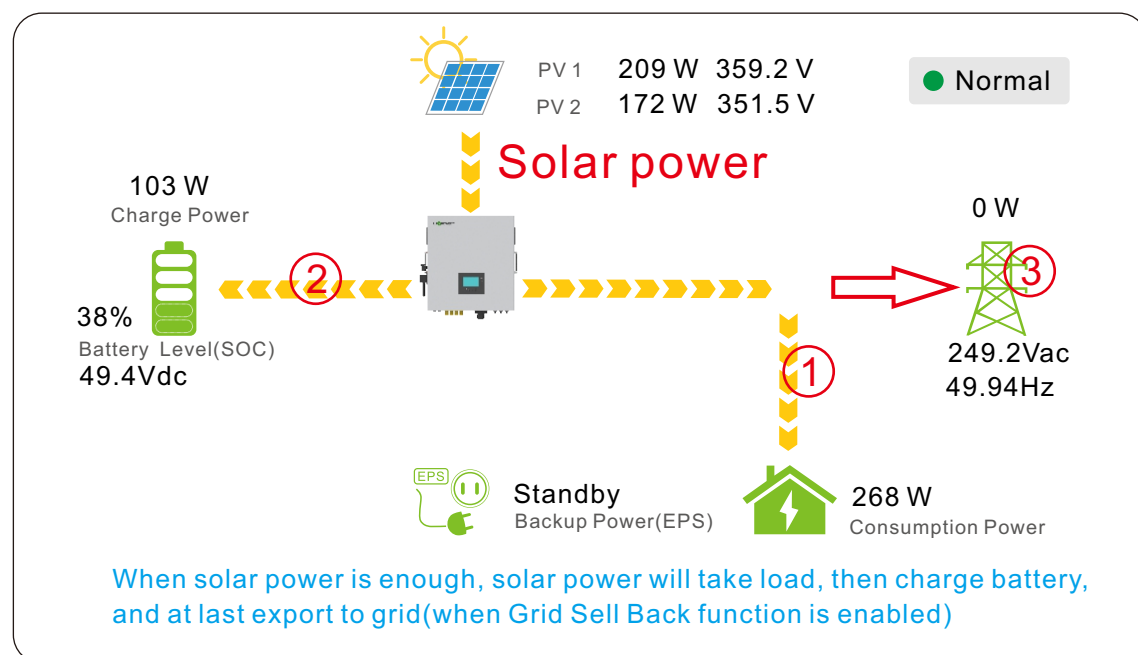 PV 1 209 W 359.2 V
PV 2 172 W 351.5 V
Normal
Solar power
103 W
Charge Power
0 W
2
3
38%
Battery Level(SOC)
49.4Vdc
249.2Vac
49.94Hz
1
EPS
Standby
Backup Power(EPS)
268 W
Consumption Power
When solar power is enough, solar power will take load, then charge battery,
and at last export to grid(when Grid Sell Back function is enabled)